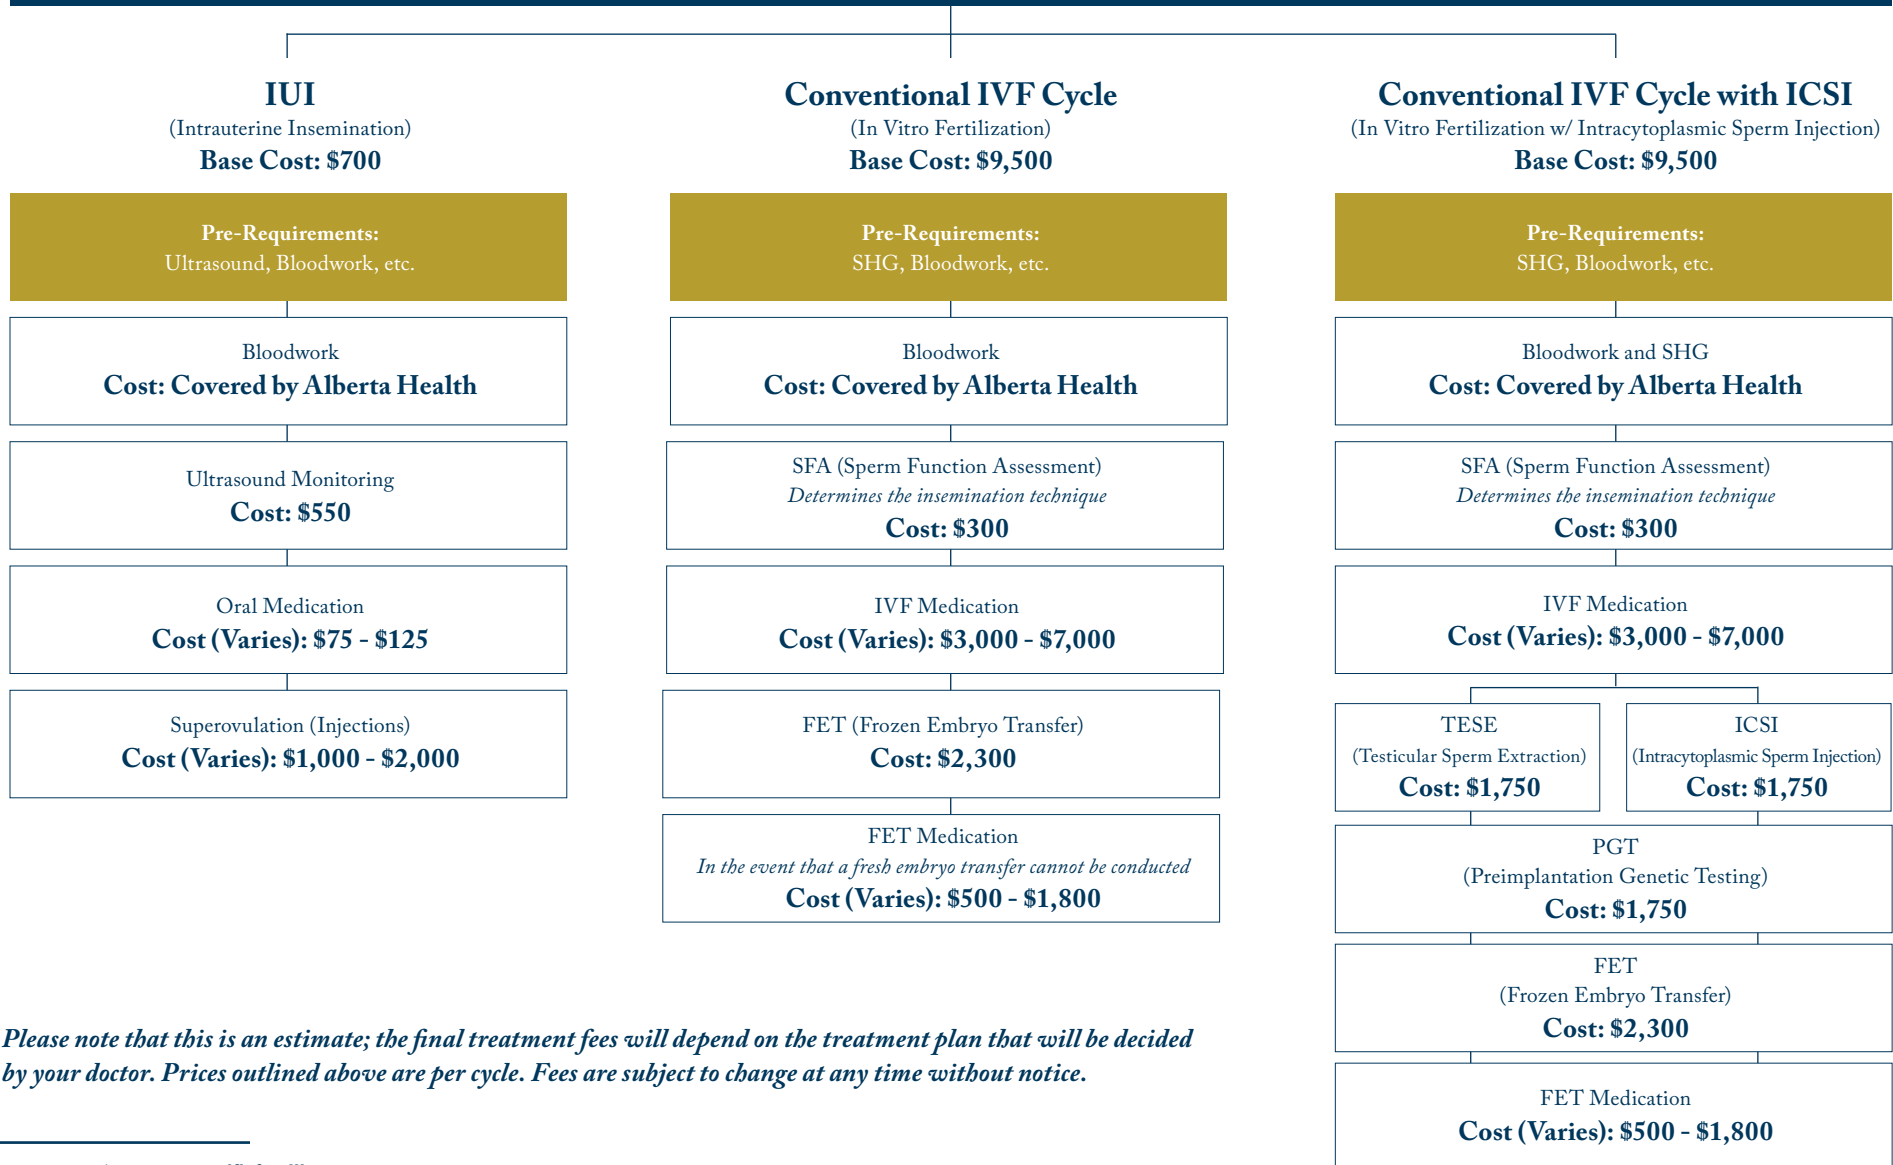 IUI
(Intrauterine Insemination)
Base Cost: $700
Pre-Requirements:
Ultrasound, Bloodwork, etc.
Bloodwork
Cost: Covered by Alberta Health
Ultrasound Monitoring
Cost: $550
Oral Medication
Cost (Varies): $75 - $125
Superovulation (Injections)
Cost (Varies): $1,000 - $2,000
Conventional IVF Cycle
(In Vitro Fertilization)
Base Cost: $9,500
Pre-Requirements:
SHG, Bloodwork, etc.
Bloodwork
Cost: Covered by Alberta Health
SFA (Sperm Function Assessment)
Determines the insemination technique
Cost: $300
IVF Medication
Cost (Varies): $3,000 - $7,000
FET (Frozen Embryo Transfer)
Cost: $2,300
FET Medication
In the event that a fresh embryo transfer cannot be conducted
Cost (Varies): $500 - $1,800
Conventional IVF Cycle with ICSI
(In Vitro Fertilization w/ Intracytoplasmic Sperm Injection)
Base Cost: $9,500
Pre-Requirements:
SHG, Bloodwork, etc.
Bloodwork and SHG
Cost: Covered by Alberta Health
SFA (Sperm Function Assessment)
Determines the insemination technique
Cost: $300
IVF Medication
Cost (Varies): $3,000 - $7,000
TESE
(Testicular Sperm Extraction)
Cost: $1,750
ICSI
(Intracytoplasmic Sperm Injection)
Cost: $1,750
PGT
(Preimplantation Genetic Testing)
Cost: $1,750
FET
(Frozen Embryo Transfer)
Cost: $2,300
FET Medication
Cost (Varies): $500 - $1,800
Please note that this is an estimate; the final treatment fees will depend on the treatment plan that will be decided
by your doctor. Prices outlined above are per cycle. Fees are subject to change at any time without notice.